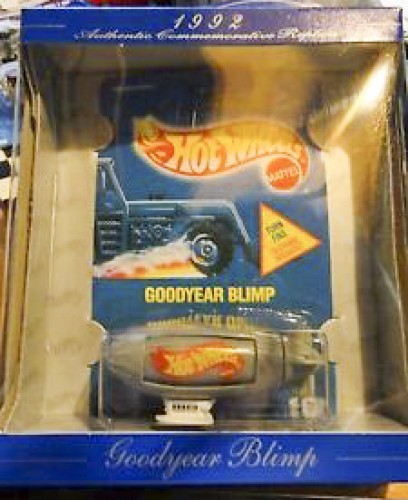 1992
Authentic Commemorative Replica
HOT WHEELS
MATTEL
GOODYEAR BLIMP
Hot Wheels
Goodyear Blimp